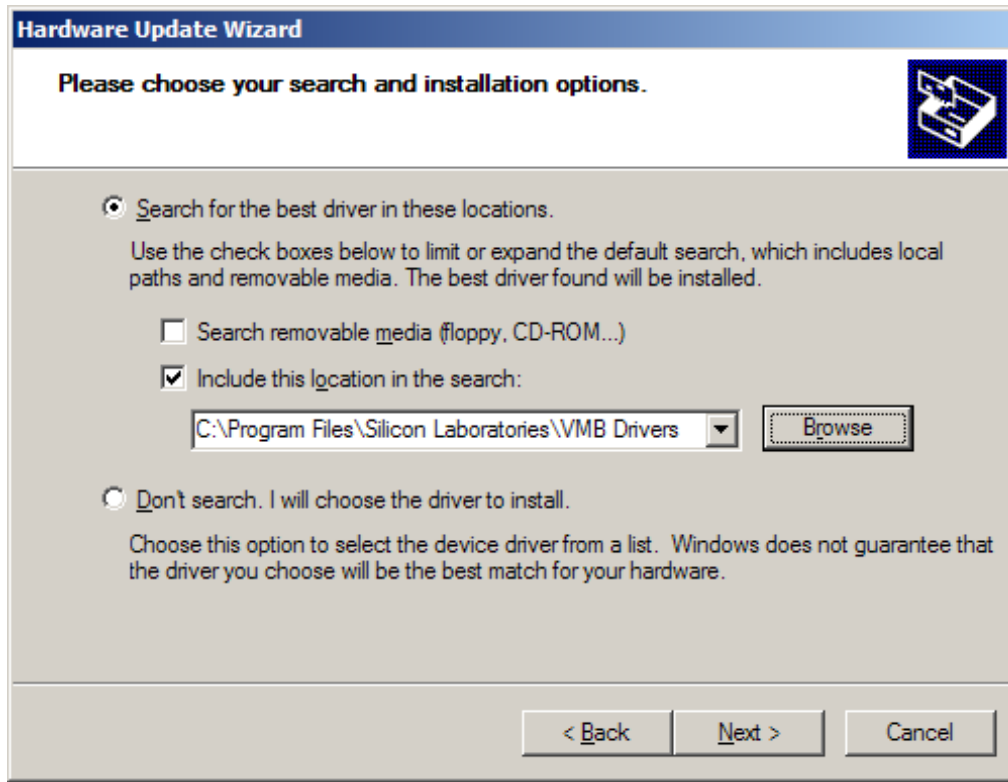 Hardware Update Wizard
Please choose your search and installation options.
Search for the best driver in these locations.
Use the check boxes below to limit or expand the default search, which includes local
paths and removable media. The best driver found will be installed.
Search removable media (floppy, CD-ROM...)
Include this location in the search:
C:\Program Files\Silicon Laboratories\VMB Drivers
Browse
Don't search. I will choose the driver to install.
Choose this option to select the device driver from a list.  Windows does not guarantee that
the driver you choose will be the best match for your hardware.
< Back
Next >
Cancel